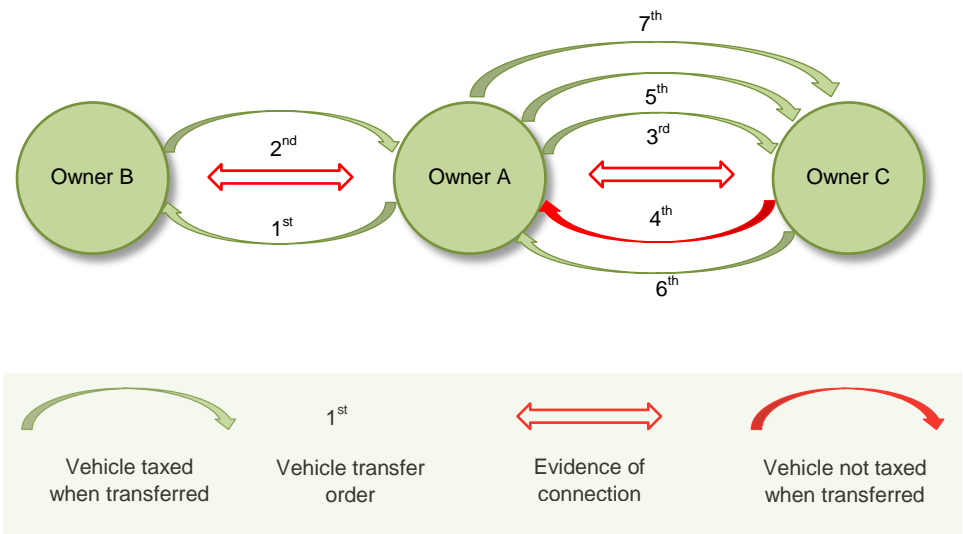 7th
5th
3rd
2nd
Owner B
Owner A
Owner C
1st
4th
6th
1st
Vehicle taxed
when transferred
Vehicle transfer
order
Evidence of
connection
Vehicle not taxed
when transferred